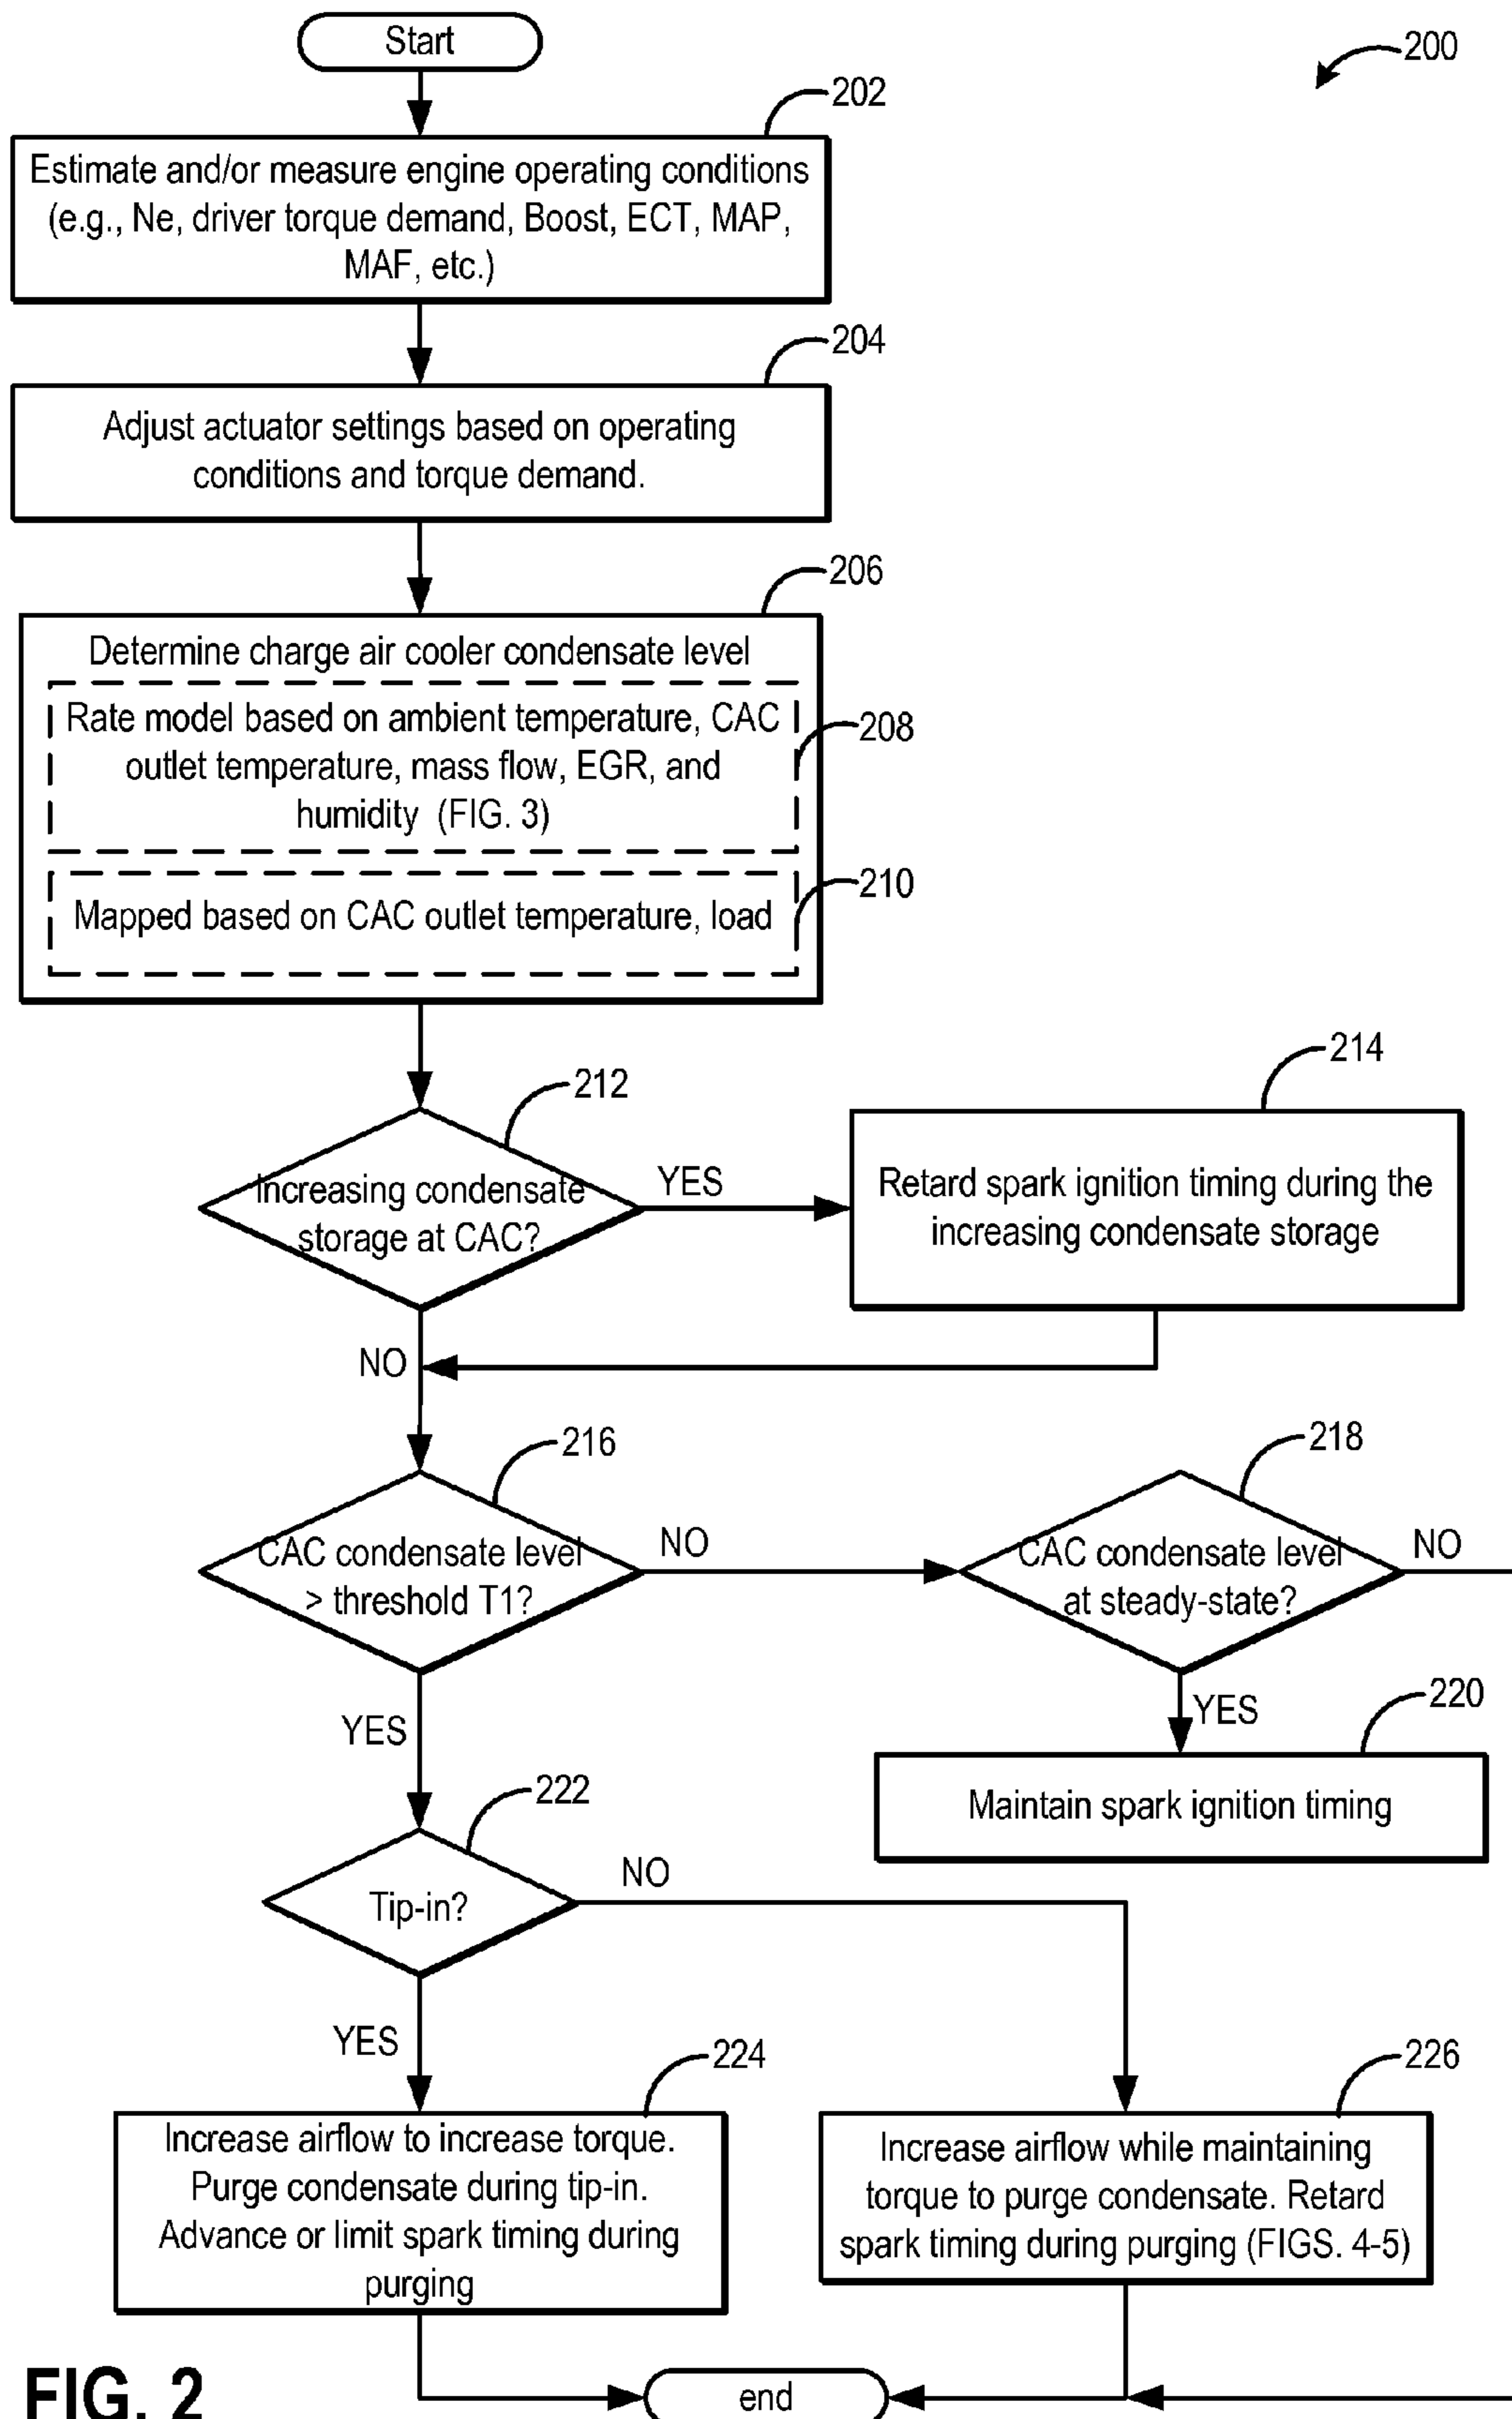 Start
200
202
Estimate and/or measure engine operating conditions
(e.g., Ne, driver torque demand, Boost, ECT, MAP,
MAF, etc.)
204
Adjust actuator settings based on operating
conditions and torque demand.
206
Determine charge air cooler condensate level
Rate model based on ambient temperature, CAC
outlet temperature, mass flow, EGR, and
humidity (FIG. 3)
208
Mapped based on CAC outlet temperature, load
210
212
Increasing condensate
storage at CAC?
YES
214
Retard spark ignition timing during the
increasing condensate storage
NO
216
CAC condensate level
> threshold T1?
NO
218
CAC condensate level
at steady-state?
NO
YES
220
Maintain spark ignition timing
YES
222
Tip-in?
NO
YES
224
Increase airflow to increase torque.
Purge condensate during tip-in.
Advance or limit spark timing during
purging
226
Increase airflow while maintaining
torque to purge condensate. Retard
spark timing during purging (FIGS. 4-5)
end
FIG. 2